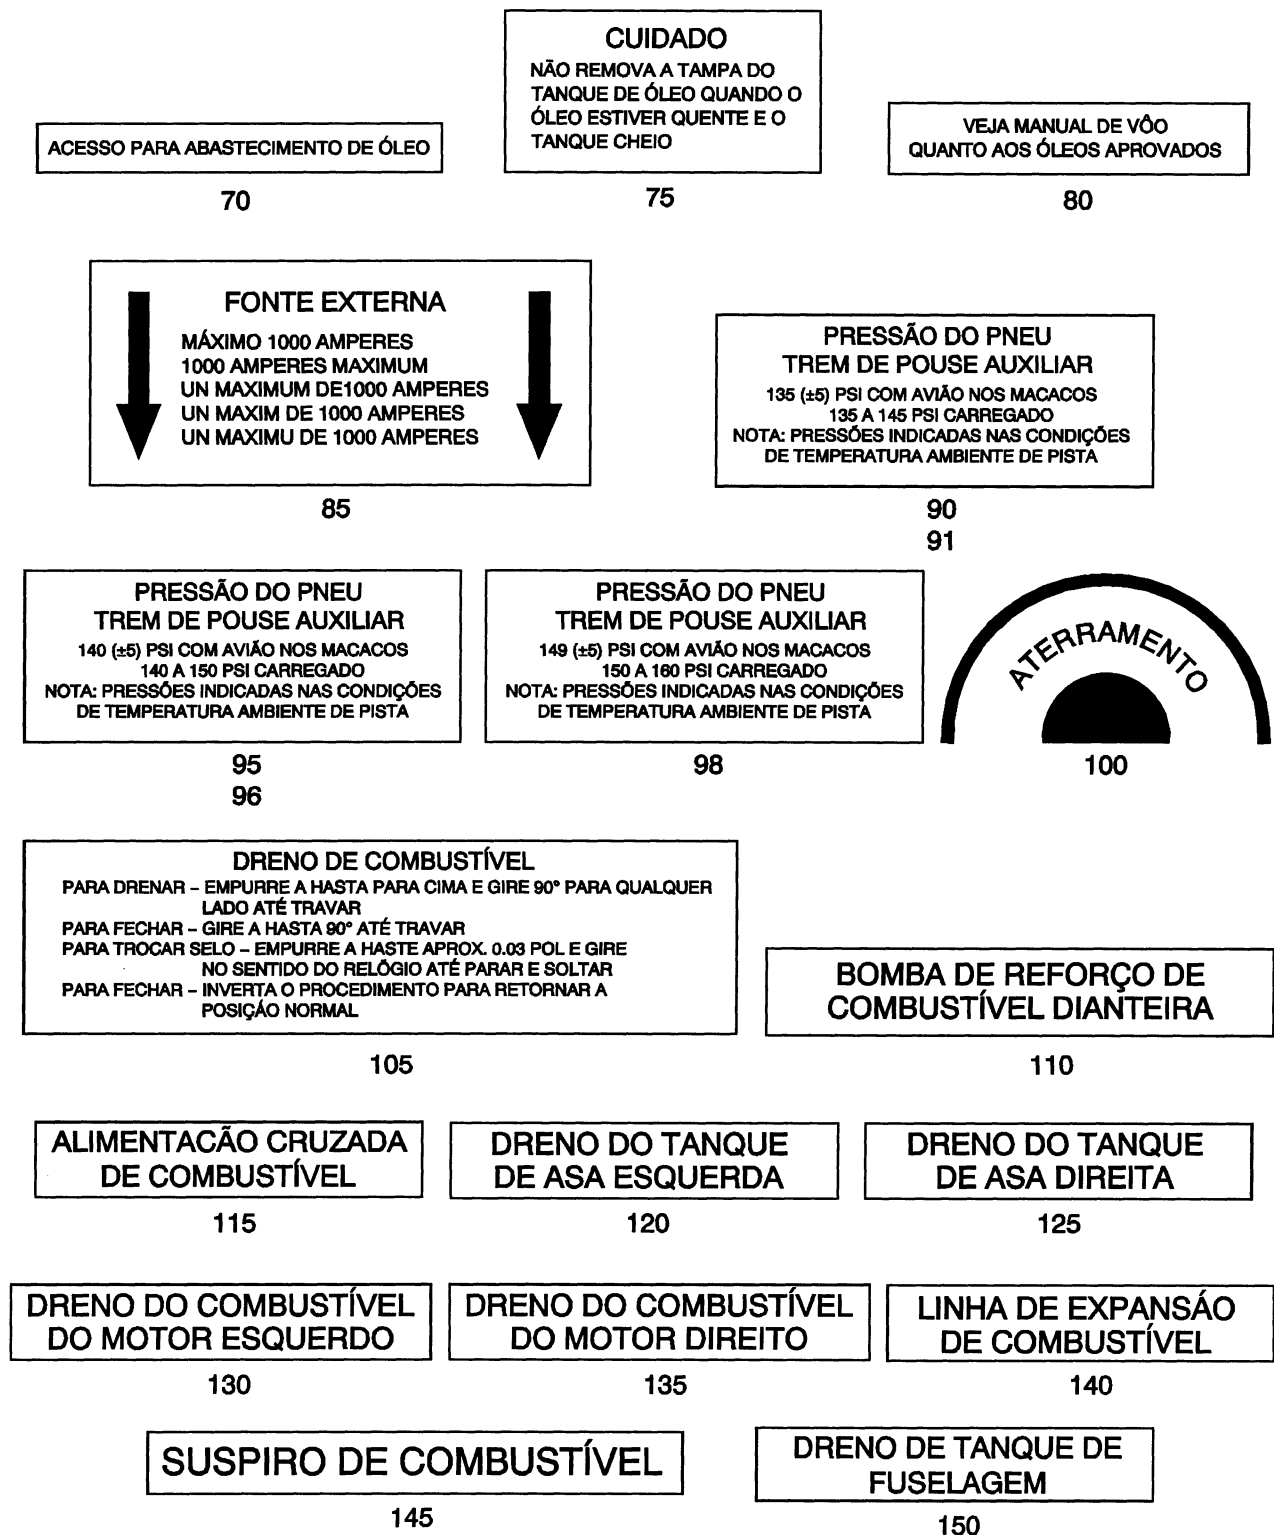 ACESSO PARA ABASTECIMENTO DE ÓLEO
70
CUIDADO
NÃO REMOVA A TAMPA DO
TANQUE DE ÓLEO QUANDO O
ÓLEO ESTIVER QUENTE E O
TANQUE CHEIO
75
VEJA MANUAL DE VÔO
QUANTO AOS ÓLEOS APROVADOS
80
FONTE EXTERNA
MÁXIMO 1000 AMPERES
1000 AMPERES MAXIMUM
UN MAXIMUM DE1000 AMPERES
UN MAXIM DE 1000 AMPERES
UN MAXIMU DE 1000 AMPERES
85
PRESSÃO DO PNEU
TREM DE POUSE AUXILIAR
135 (±5) PSI COM AVIÃO NOS MACACOS
135 A 145 PSI CARREGADO
NOTA: PRESSÕES INDICADAS NAS CONDIÇÕES
DE TEMPERATURA AMBIENTE DE PISTA
90
91
PRESSÃO DO PNEU
TREM DE POUSE AUXILIAR
140 (±5) PSI COM AVIÃO NOS MACACOS
140 A 150 PSI CARREGADO
NOTA: PRESSÕES INDICADAS NAS CONDIÇÕES
DE TEMPERATURA AMBIENTE DE PISTA
95
96
PRESSÃO DO PNEU
TREM DE POUSE AUXILIAR
149 (±5) PSI COM AVIÃO NOS MACACOS
150 A 160 PSI CARREGADO
NOTA: PRESSÕES INDICADAS NAS CONDIÇÕES
DE TEMPERATURA AMBIENTE DE PISTA
98
ATERRAMENTO
100
DRENO DE COMBUSTÍVEL
PARA DRENAR – EMPURRE A HASTA PARA CIMA E GIRE 90° PARA QUALQUER
LADO ATÉ TRAVAR
PARA FECHAR – GIRE A HASTA 90° ATÉ TRAVAR
PARA TROCAR SELO – EMPURRE A HASTE APROX. 0.03 POL E GIRE
NO SENTIDO DO RELÕGIO ATÉ PARAR E SOLTAR
PARA FECHAR – INVERTA O PROCEDIMENTO PARA RETORNAR A
POSIÇÁO NORMAL
105
BOMBA DE REFORÇO DE
COMBUSTÍVEL DIANTEIRA
110
ALIMENTACÃO CRUZADA
DE COMBUSTÍVEL
115
DRENO DO TANQUE
DE ASA ESQUERDA
120
DRENO DO TANQUE
DE ASA DIREITA
125
DRENO DO COMBUSTÍVEL
DO MOTOR ESQUERDO
130
DRENO DO COMBUSTÍVEL
DO MOTOR DIREITO
135
LINHA DE EXPANSÁO
DE COMBUSTÍVEL
140
SUSPIRO DE COMBUSTÍVEL
145
DRENO DE TANQUE DE
FUSELAGEM
150